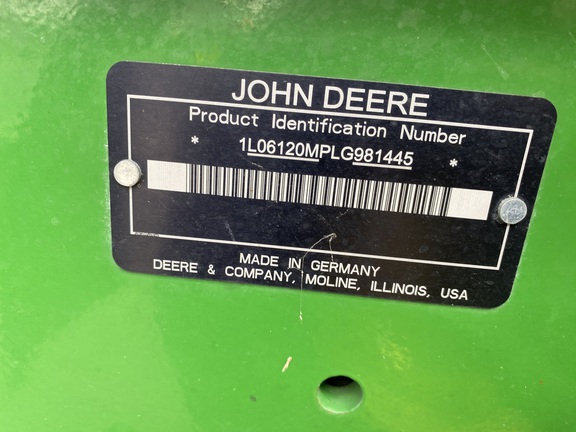 JOHN DEERE
Product Identification Number
* 1L06120MPLG981445 *
MADE IN GERMANY
DEERE & COMPANY, MOLINE, ILLINOIS, USA